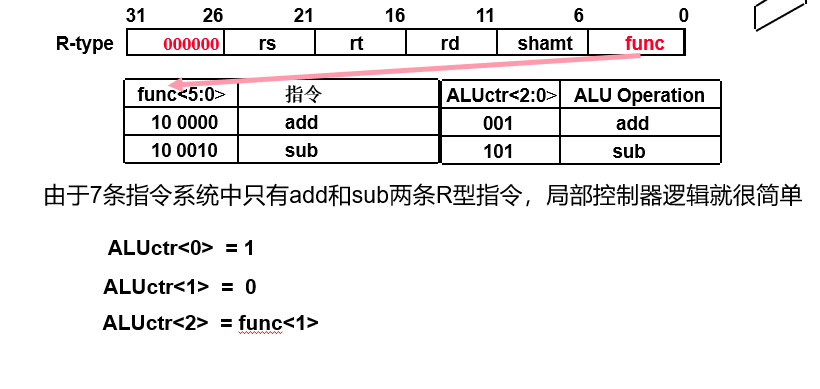 31 26 21 16 11 6 0
R-type 000000 rs rt rd shamt func
func<5:0> 指令 ALUctr<2:0> ALU Operation
10 0000 add 001 add
10 0010 sub 101 sub
由于7条指令系统中只有add和sub两条R型指令，局部控制器逻辑就很简单
ALUctr<0> = 1
ALUctr<1> = 0
ALUctr<2> = func<1>